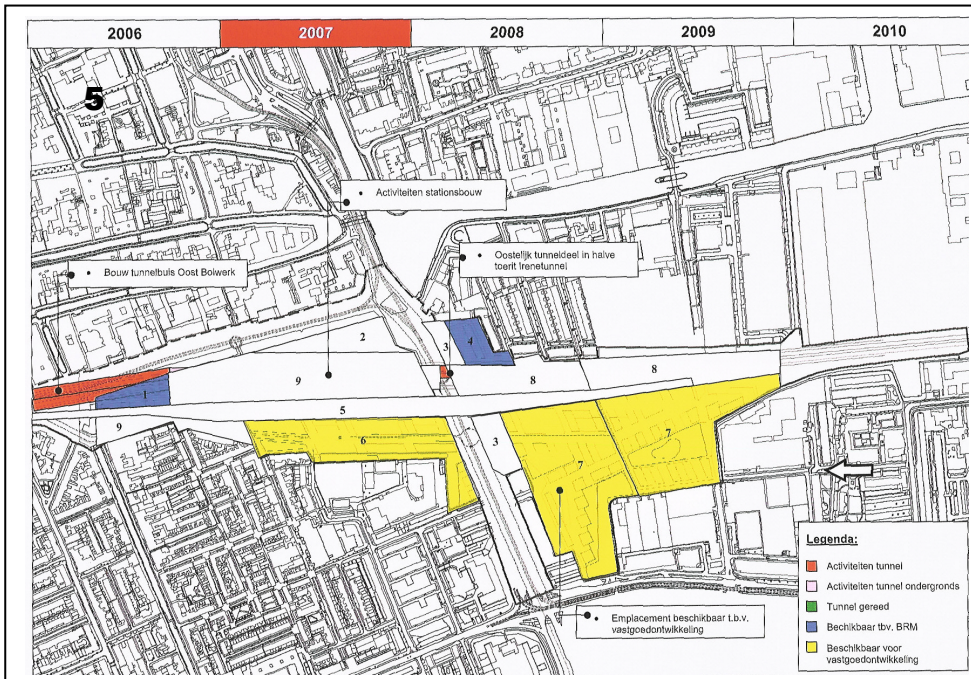 2006 2007 2008 2009 2010
5
• Activiteiten stationsbouw
• Oostelijk tunneldeel in halve
toerit Irenetunnel
• Bouw tunnelbuis Oost Bolwerk
2
3
4
9
8
8
1
5
9
6
3
7
7
• Emplacement beschikbaar t.b.v.
vastgoedontwikkeling
Legenda:
Activiteiten tunnel
Activiteiten tunnel ondergronds
Tunnel gereed
Bechikbaar tbv. BRM
Beschikbaar voor
vastgoedontwikkeling